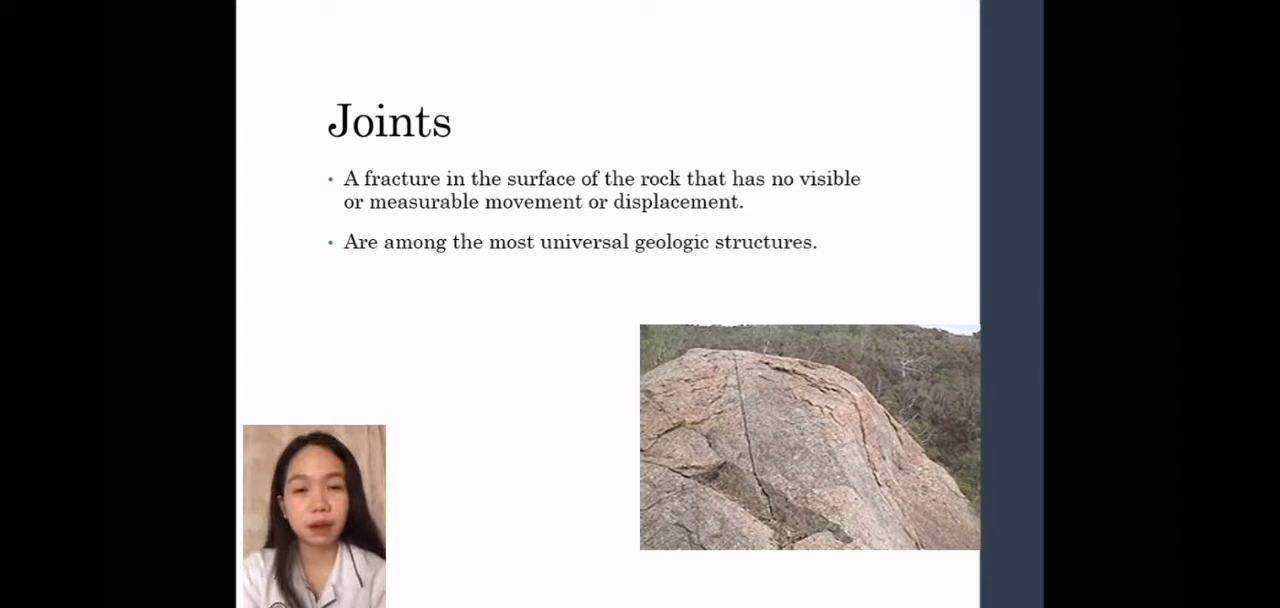 Joints
• A fracture in the surface of the rock that has no visible
or measurable movement or displacement.
• Are among the most universal geologic structures.